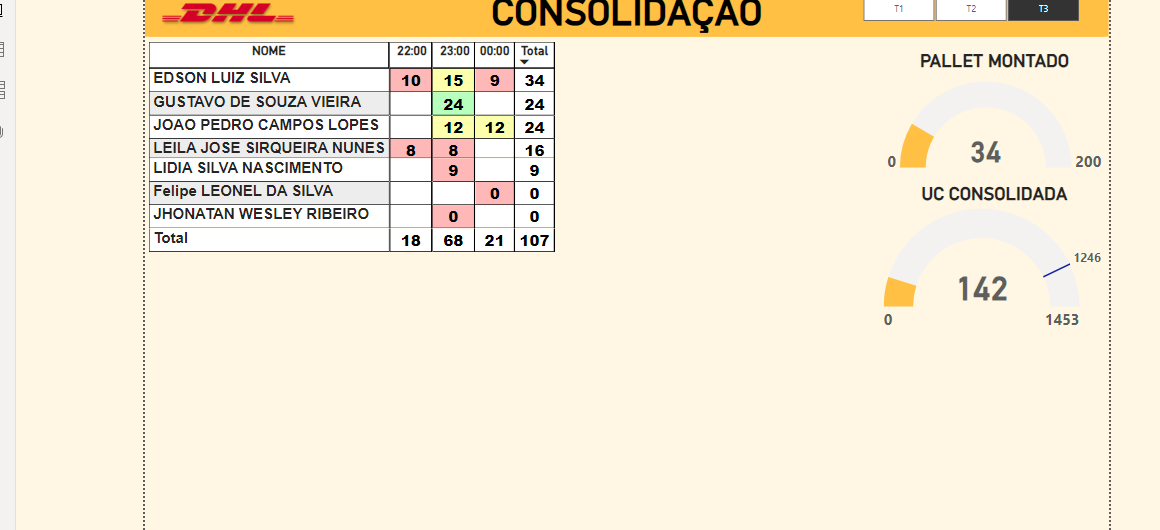 DHL
CONSOLIDAÇÃO
T1 T2 T3
NOME 22:00 23:00 00:00 Total
EDSON LUIZ SILVA 10 15 9 34
GUSTAVO DE SOUZA VIEIRA 24 24
JOAO PEDRO CAMPOS LOPES 12 12 24
LEILA JOSE SIRQUEIRA NUNES 8 8 16
LIDIA SILVA NASCIMENTO 9 9
Felipe LEONEL DA SILVA 0 0
JHONATAN WESLEY RIBEIRO 0 0
Total 18 68 21 107
PALLET MONTADO
0 34 200
UC CONSOLIDADA
1246
142
0 1453